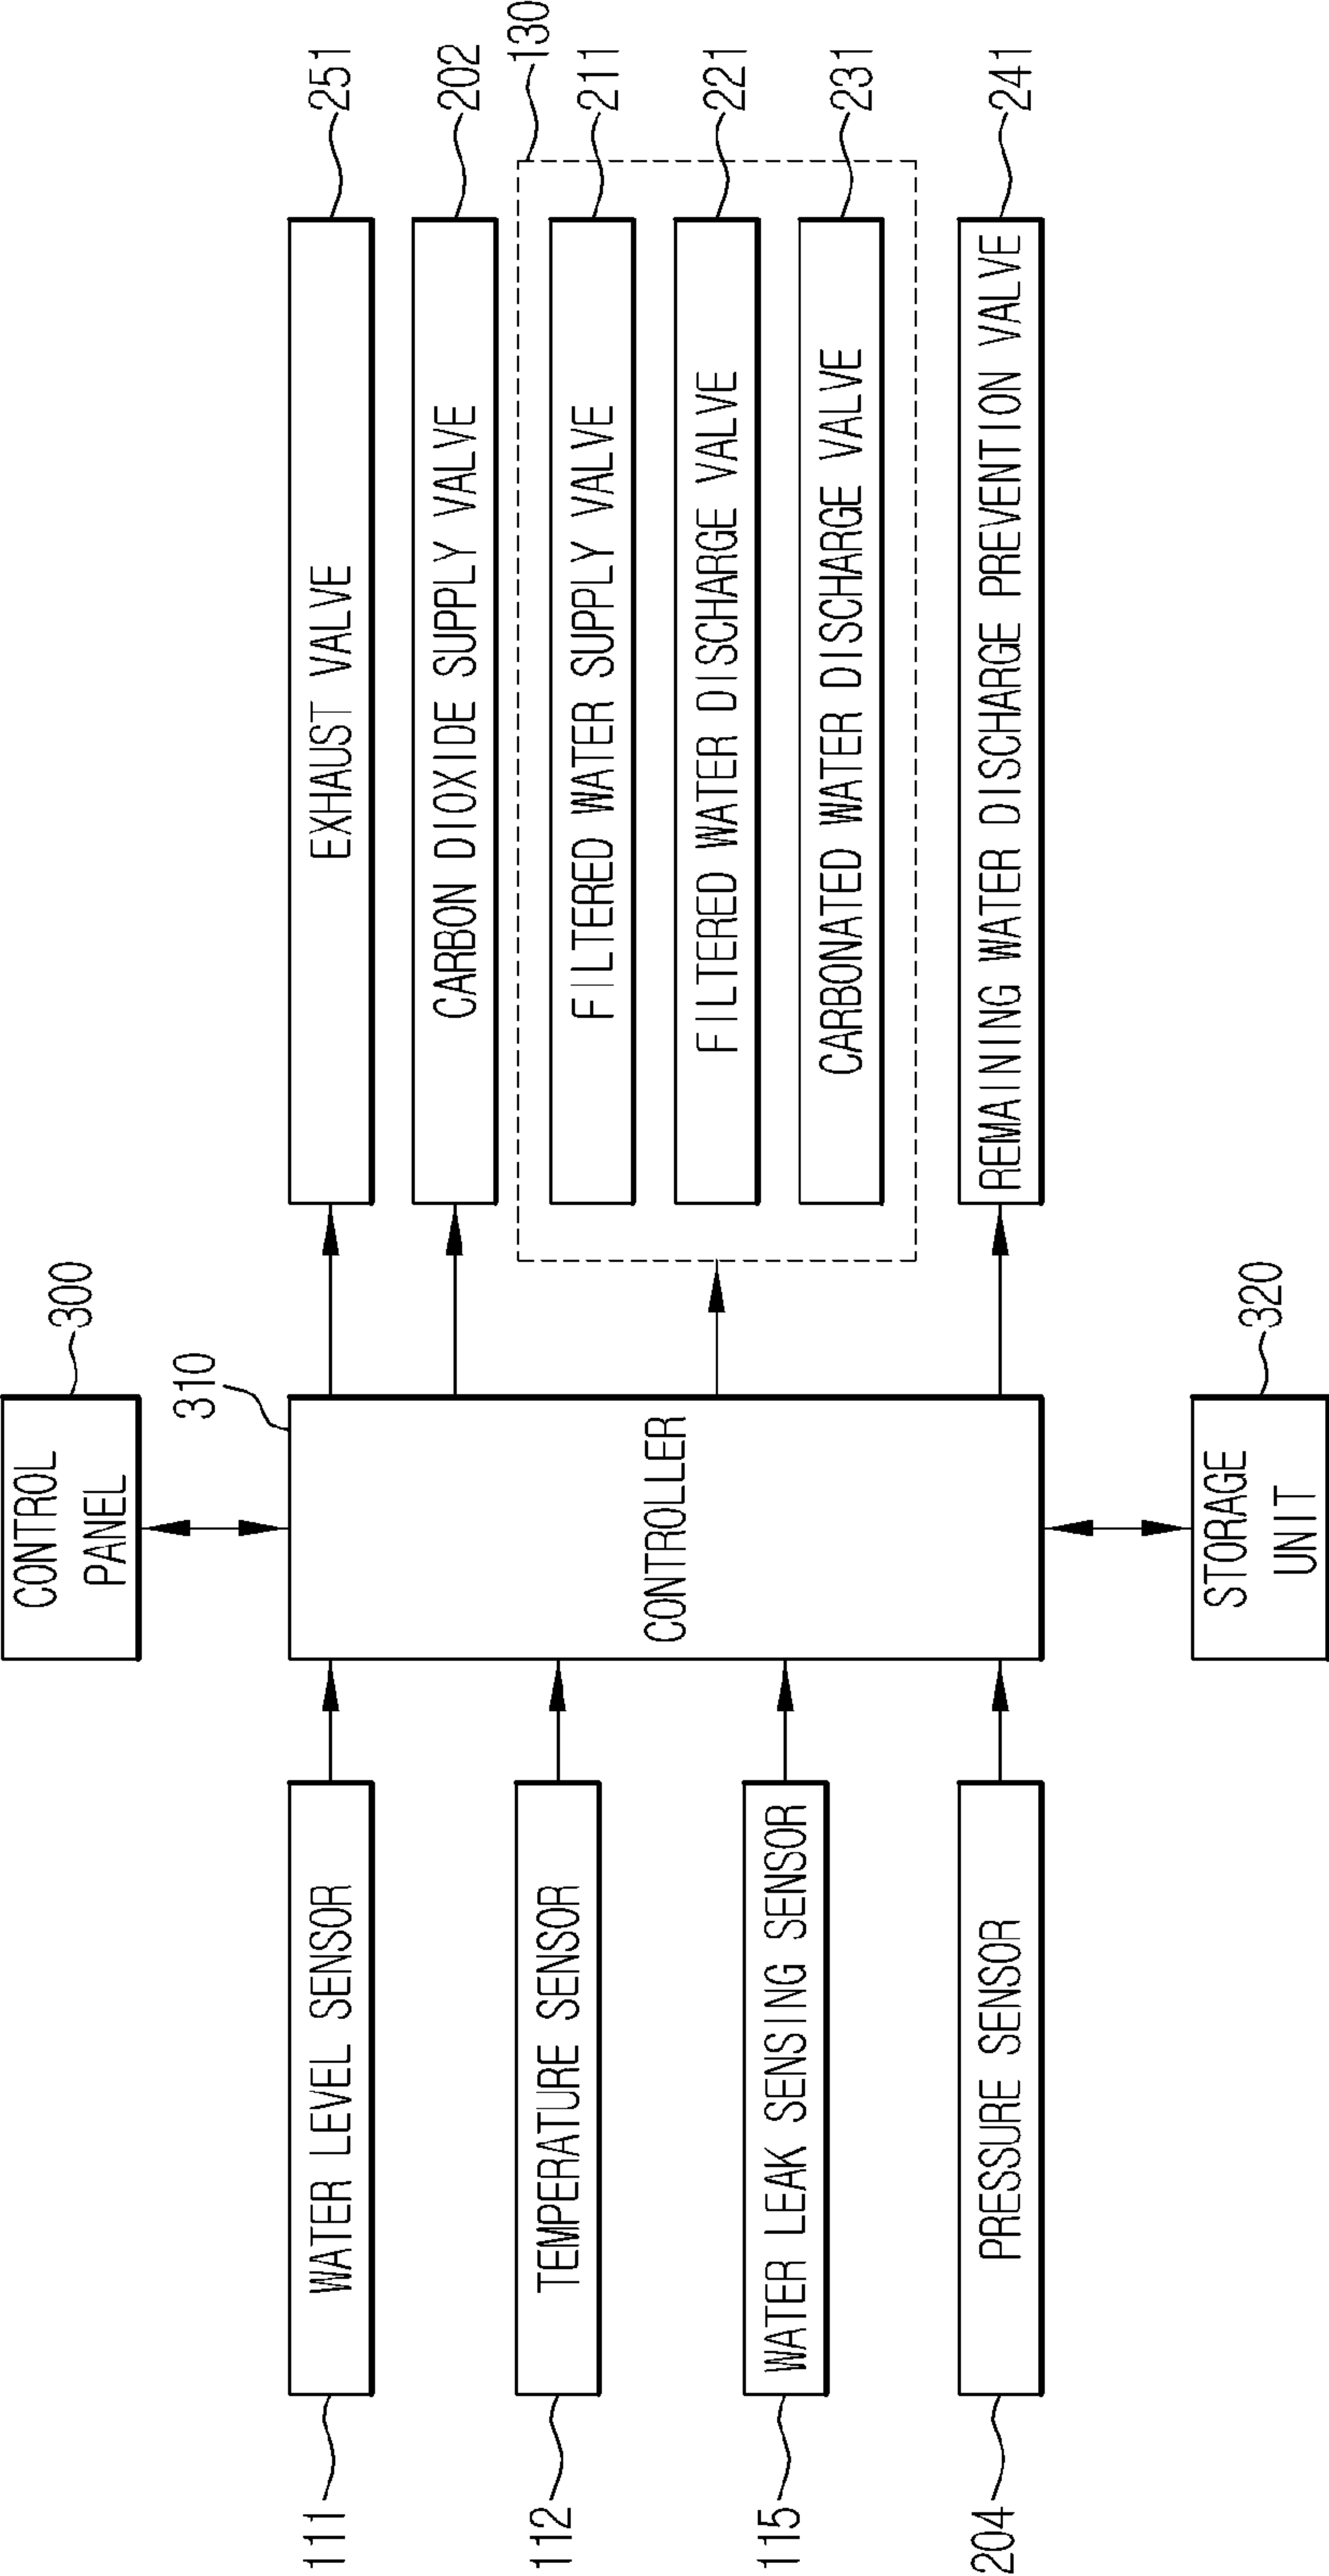 300
CONTROL
PANEL
310
111
WATER LEVEL SENSOR
EXHAUST VALVE
251
CARBON DIOXIDE SUPPLY VALVE
202
130
112
TEMPERATURE SENSOR
FILTERED WATER SUPPLY VALVE
211
CONTROLLER
FILTERED WATER DISCHARGE VALVE
221
115
WATER LEAK SENSING SENSOR
CARBONATED WATER DISCHARGE VALVE
231
204
PRESSURE SENSOR
REMAINING WATER DISCHARGE PREVENTION VALVE
241
STORAGE
UNIT
320